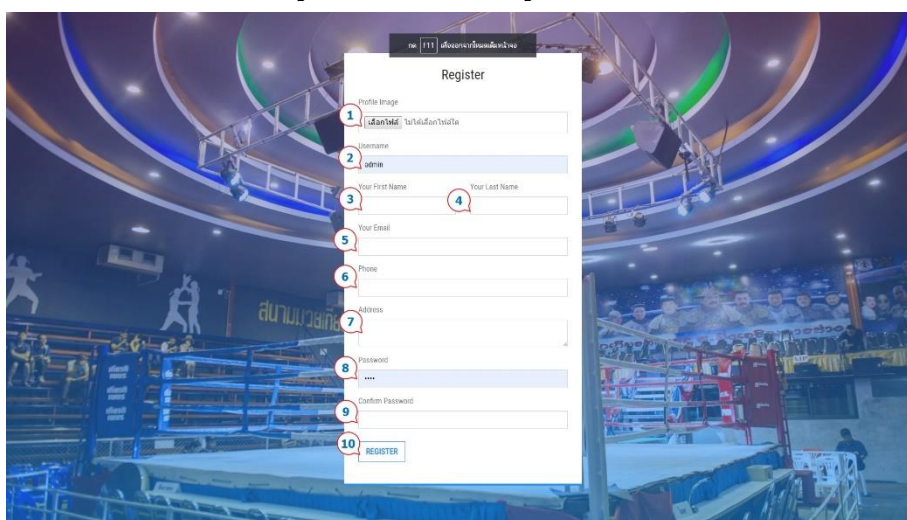 กด F11 เพื่อออกจากโหมดเต็มหน้าจอ
Register
Profile Image
1
เลือกไฟล์ ไม่ได้เลือกไฟล์ใด
Username
2
admin
Your First Name Your Last Name
3 4
Your Email
5
Phone
6
Address
7
Password
8
••••
Confirm Password
9
10
REGISTER
สนามมวย
VIP